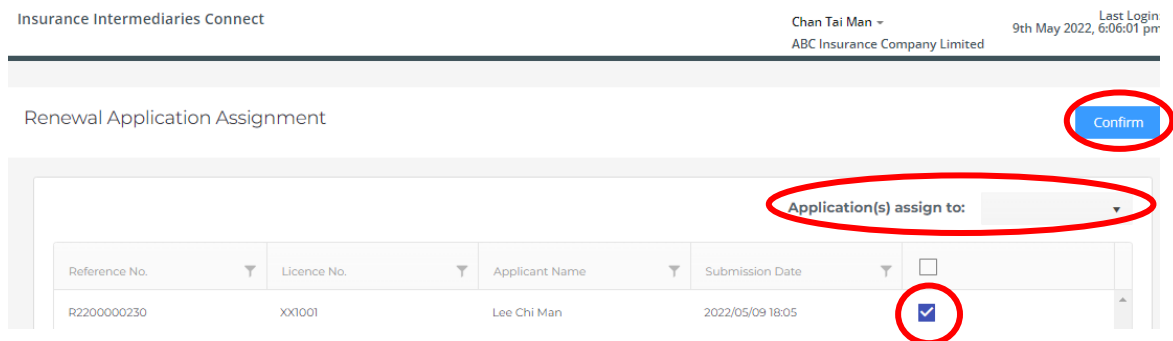 Insurance Intermediaries Connect
Chan Tai Man
ABC Insurance Company Limited
Last Login:
9th May 2022, 6:06:01 pm
Renewal Application Assignment
Confirm
Application(s) assign to:
Reference No. Licence No. Applicant Name Submission Date
R2200000230 XX1001 Lee Chi Man 2022/05/09 18:05